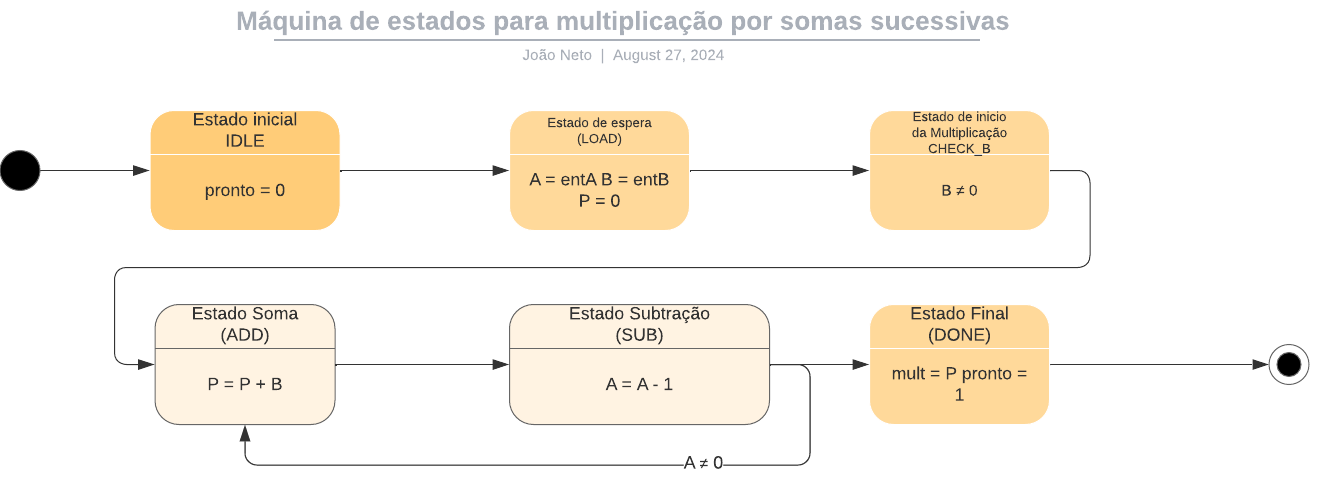 Máquina de estados para multiplicação por somas sucessivas
João Neto | August 27, 2024
Estado inicial
IDLE
pronto = 0
Estado de espera
(LOAD)
A = entA B = entB
P = 0
Estado de inicio
da Multiplicação
CHECK_B
B ≠ 0
Estado Soma
(ADD)
P = P + B
Estado Subtração
(SUB)
A = A - 1
Estado Final
(DONE)
mult = P pronto =
1
A ≠ 0